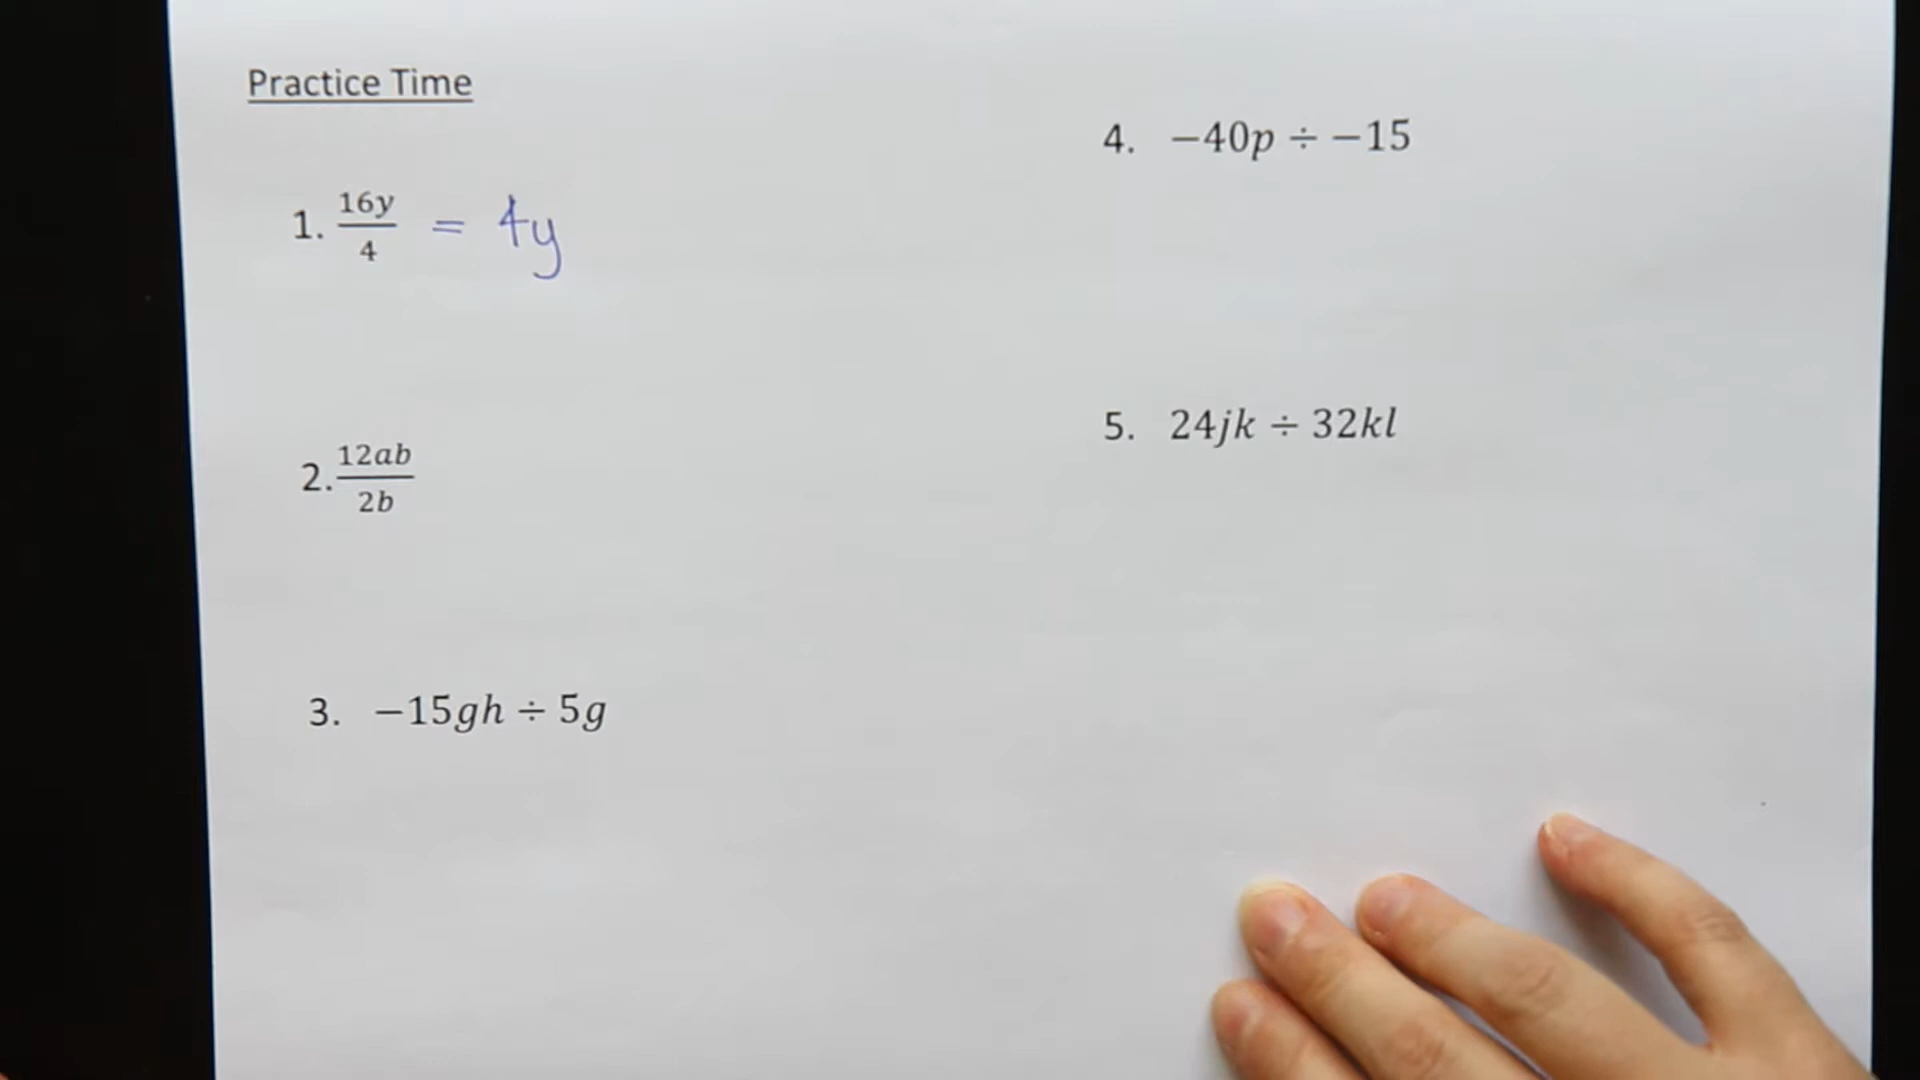 Practice Time
1. 16y/4 = 4y
2. 12ab/2b
3. −15gh ÷ 5g
4. −40p ÷ −15
5. 24jk ÷ 32kl